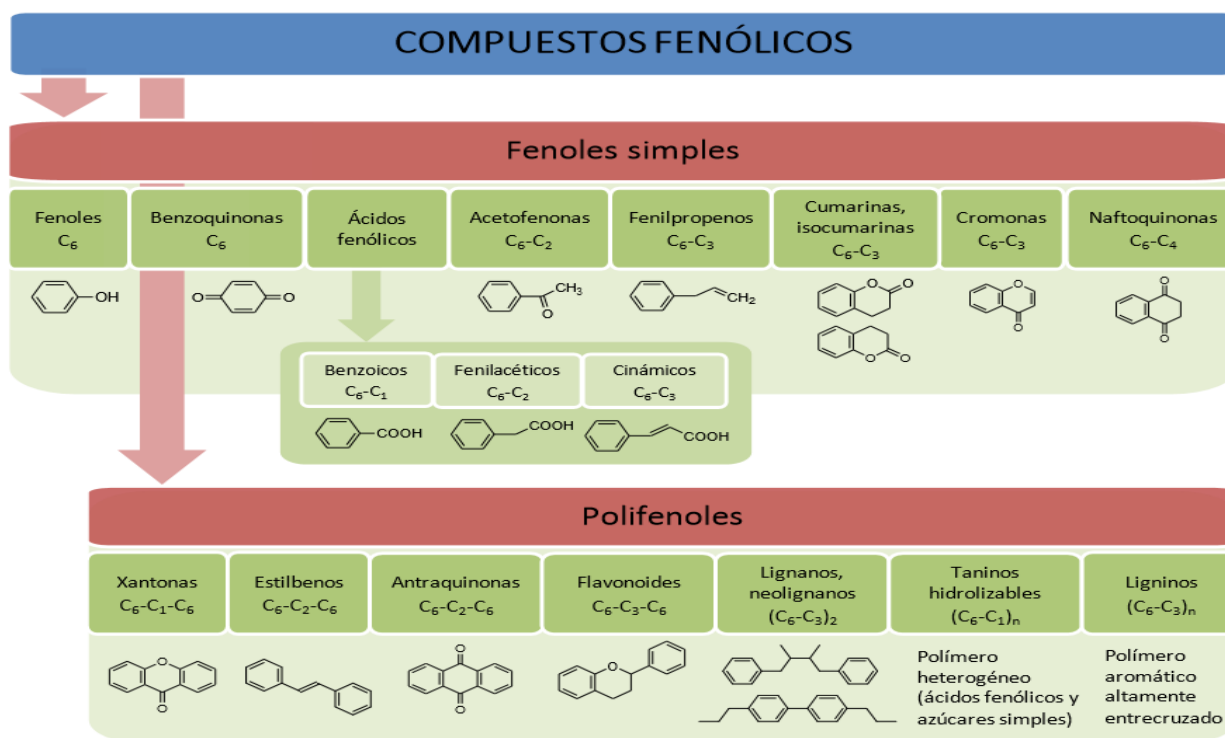 COMPUESTOS FENÓLICOS
Fenoles simples
Fenoles
C₆
Benzoquinonas
C₆
Ácidos
fenólicos
Acetofenonas
C₆-C₂
Fenilpropenos
C₆-C₃
Cumarinas,
isocumarinas
C₆-C₃
Cromonas
C₆-C₃
Naftoquinonas
C₆-C₄
OH
O
O
CH₃
O
CH₂
O
O
O
O
O
O
O
O
Benzoicos
C₆-C₁
Fenilacéticos
C₆-C₂
Cinámicos
C₆-C₃
COOH
COOH
COOH
Polifenoles
Xantonas
C₆-C₁-C₆
Estilbenos
C₆-C₂-C₆
Antraquinonas
C₆-C₂-C₆
Flavonoides
C₆-C₃-C₆
Lignanos,
neolignanos
(C₆-C₃)₂
Taninos
hidrolizables
(C₆-C₁)ₙ
Ligninos
(C₆-C₃)ₙ
O
O
O
O
O
Polímero
heterogéneo
(ácidos fenólicos y
azúcares simples)
Polímero
aromático
altamente
entrecruzado